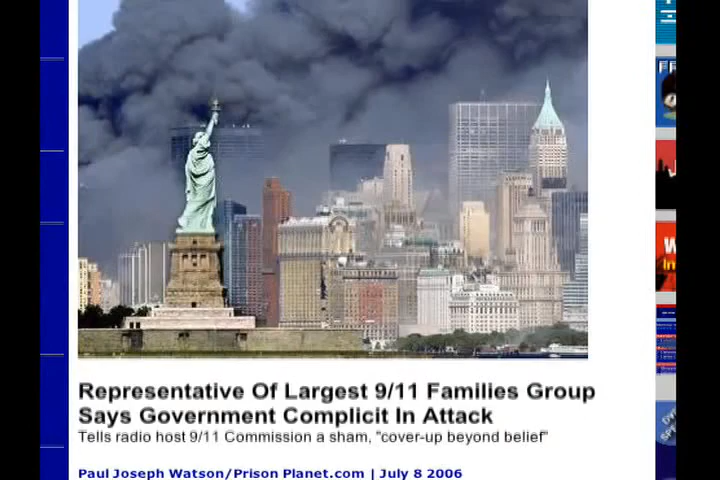 Representative Of Largest 9/11 Families Group
Says Government Complicit In Attack
Tells radio host 9/11 Commission a sham, "cover-up beyond belief"
Paul Joseph Watson/Prison Planet.com | July 8 2006